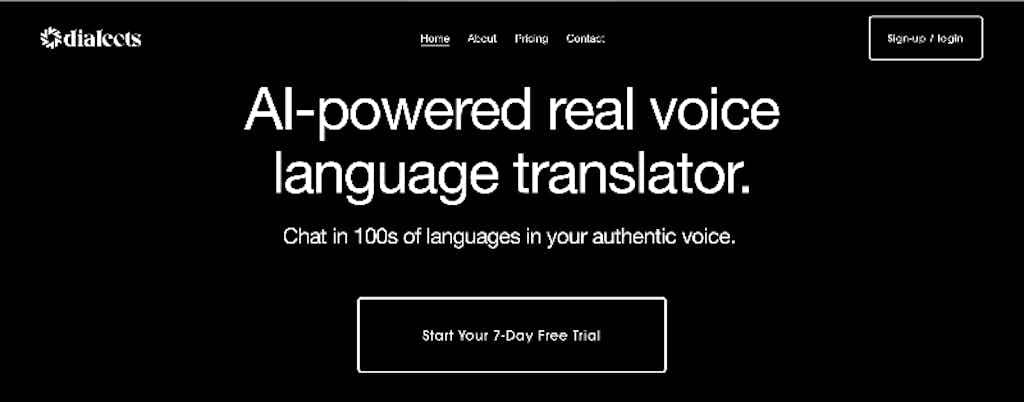 dialects
Home About Pricing Contact
Sign-up / login
AI-powered real voice
language translator.
Chat in 100s of languages in your authentic voice.
Start Your 7-Day Free Trial